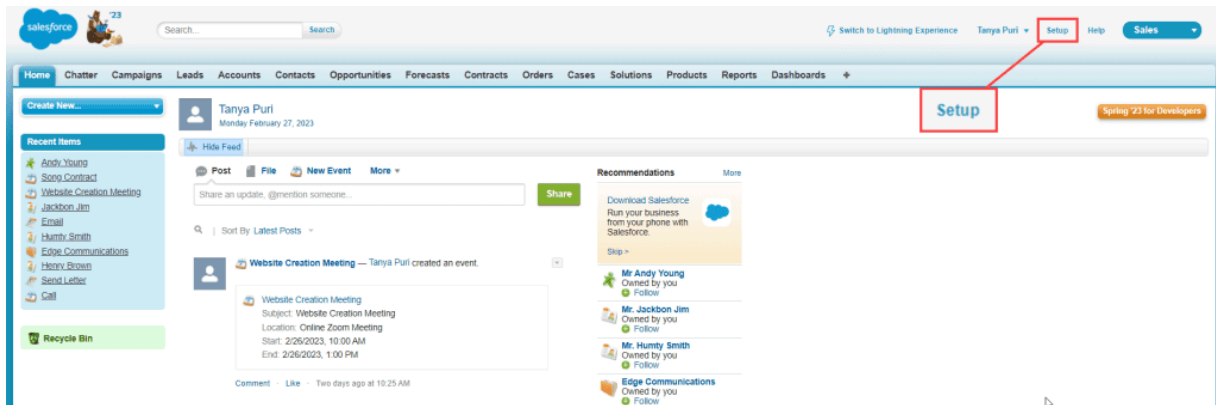 salesforce
'23
Search...
Search
Switch to Lightning Experience
Tanya Puri
Setup
Help
Sales
Home Chatter Campaigns Leads Accounts Contacts Opportunities Forecasts Contracts Orders Cases Solutions Products Reports Dashboards +
Create New...
Tanya Puri
Monday February 27, 2023
Setup
Spring '23 for Developers
Recent Items
Andy Young
Song Contract
Website Creation Meeting
Jackbon Jim
Email
Humty Smith
Edge Communications
Henry Brown
Send Letter
Call
Recycle Bin
Hide Feed
Post File New Event More
Share an update, @mention someone...
Share
Sort By Latest Posts
Website Creation Meeting — Tanya Puri created an event.
Website Creation Meeting
Subject: Website Creation Meeting
Location: Online Zoom Meeting
Start: 2/26/2023, 10:00 AM
End: 2/26/2023, 1:00 PM
Comment · Like · Two days ago at 10:25 AM
Recommendations More
Download Salesforce
Run your business
from your phone with
Salesforce.
Skip >
Mr Andy Young
Owned by you
Follow
Mr. Jackbon Jim
Owned by you
Follow
Mr. Humty Smith
Owned by you
Follow
Edge Communications
Owned by you
Follow